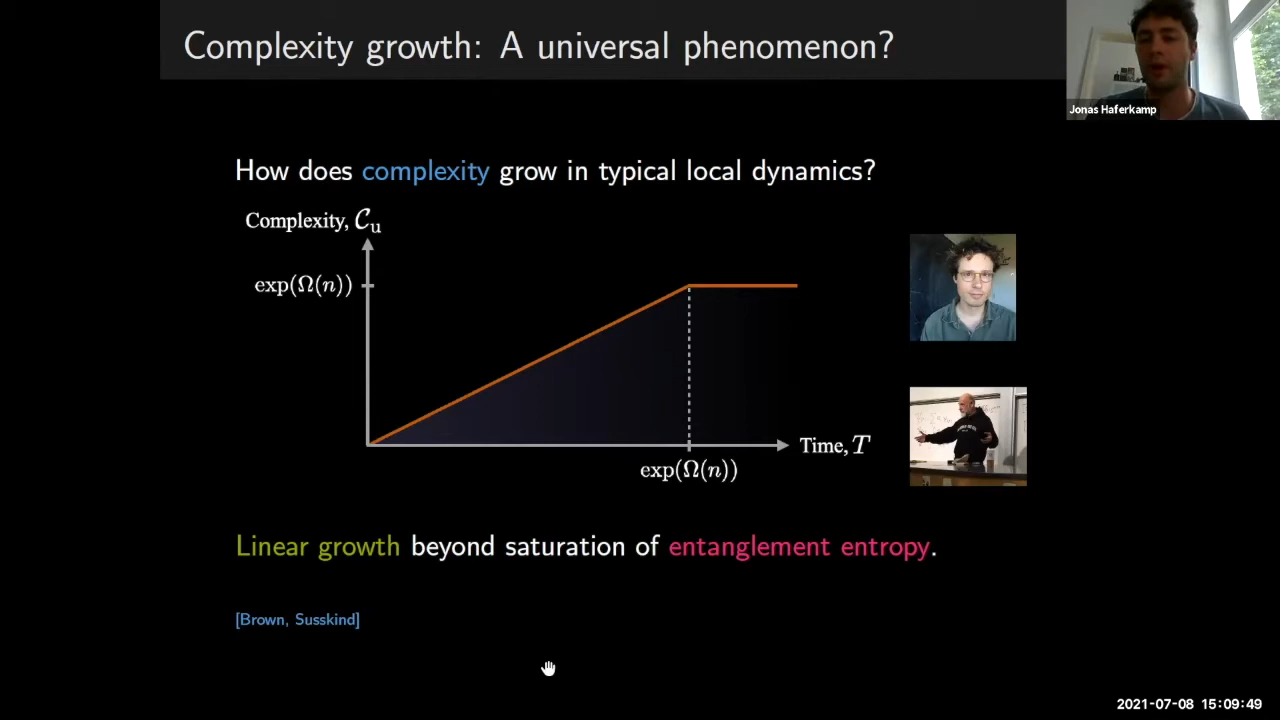 Complexity growth: A universal phenomenon?
Jonas Haferkamp
How does complexity grow in typical local dynamics?
Complexity, 𝒞ᵤ
exp(Ω(n))
Time, T
exp(Ω(n))
Linear growth beyond saturation of entanglement entropy.
[Brown, Susskind]
2021-07-08 15:09:49